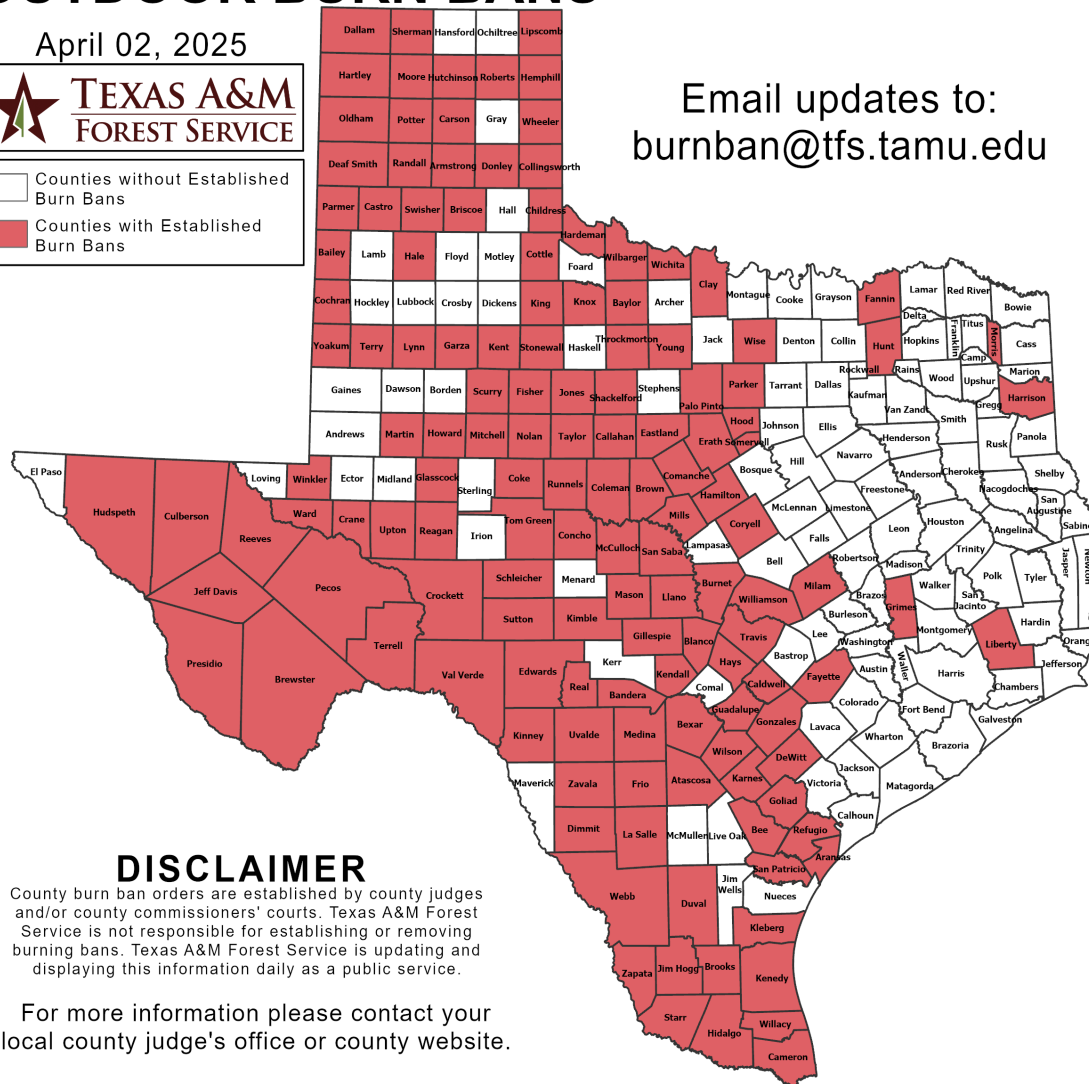 OUTDOOR BURN BANS
April 02, 2025
TEXAS A&M
FOREST SERVICE
Counties without Established
Burn Bans
Counties with Established
Burn Bans
Email updates to:
burnban@tfs.tamu.edu
Dallam Sherman Hansford Ochiltree Lipscomb
Hartley Moore Hutchinson Roberts Hemphill
Oldham Potter Carson Gray Wheeler
Deaf Smith Randall Armstrong Donley Collingsworth
Parmer Castro Swisher Briscoe Hall Childress
Hardeman
Bailey Lamb Hale Floyd Motley Cottle Foard Wilbarger Wichita
Clay Montague Cooke Grayson Fannin Lamar Red River Bowie
Cochran Hockley Lubbock Crosby Dickens King Knox Baylor Archer
Delta Franklin Titus Morris Cass
Yoakum Terry Lynn Garza Kent Stonewall Haskell Throckmorton Young Jack Wise Denton Collin Hunt Hopkins Camp
Rockwall Rains Wood Upshur Marion
Gaines Dawson Borden Scurry Fisher Jones Shackelford Stephens Palo Pinto Parker Tarrant Dallas Kaufman Van Zandt Gregg Harrison
Smith
Andrews Martin Howard Mitchell Nolan Taylor Callahan Eastland Erath Hood Somervell Johnson Ellis Henderson Rusk Panola
El Paso Hudspeth Culberson Loving Winkler Ector Midland Glasscock Sterling Coke Runnels Coleman Brown Comanche Hamilton Bosque Hill Navarro Anderson Cherokee Shelby
Freestone Nacogdoches San
Augustine Sabine
Reeves Ward Crane Upton Reagan Irion Tom Green Concho McCulloch San Saba Mills Lampasas Coryell McLennan Limestone Falls Leon Houston Angelina
Bell Robertson Madison Trinity Jasper Newton
Jeff Davis Pecos Crockett Schleicher Menard Mason Llano Burnet Williamson Milam Brazos Grimes Walker San
Jacinto Polk Tyler
Sutton Kimble Burleson Montgomery Hardin
Terrell Gillespie Blanco Travis Lee Washington Liberty Orange
Presidio Brewster Val Verde Edwards Kerr Kendall Hays Bastrop Austin Waller Harris Jefferson
Real Bandera Comal Caldwell Fayette Chambers
Colorado Fort Bend Galveston
Kinney Uvalde Medina Bexar Guadalupe Gonzales Lavaca Wharton Brazoria
Wilson DeWitt Jackson
Maverick Zavala Frio Atascosa Karnes Victoria Matagorda
Goliad Calhoun
Dimmit La Salle McMullen Live Oak Bee Refugio
Aransas
San Patricio
Webb Duval Jim
Wells Nueces
Kleberg
Zapata Jim Hogg Brooks Kenedy
Starr Hidalgo Willacy
Cameron
DISCLAIMER
County burn ban orders are established by county judges
and/or county commissioners' courts. Texas A&M Forest
Service is not responsible for establishing or removing
burning bans. Texas A&M Forest Service is updating and
displaying this information daily as a public service.
For more information please contact your
local county judge's office or county website.